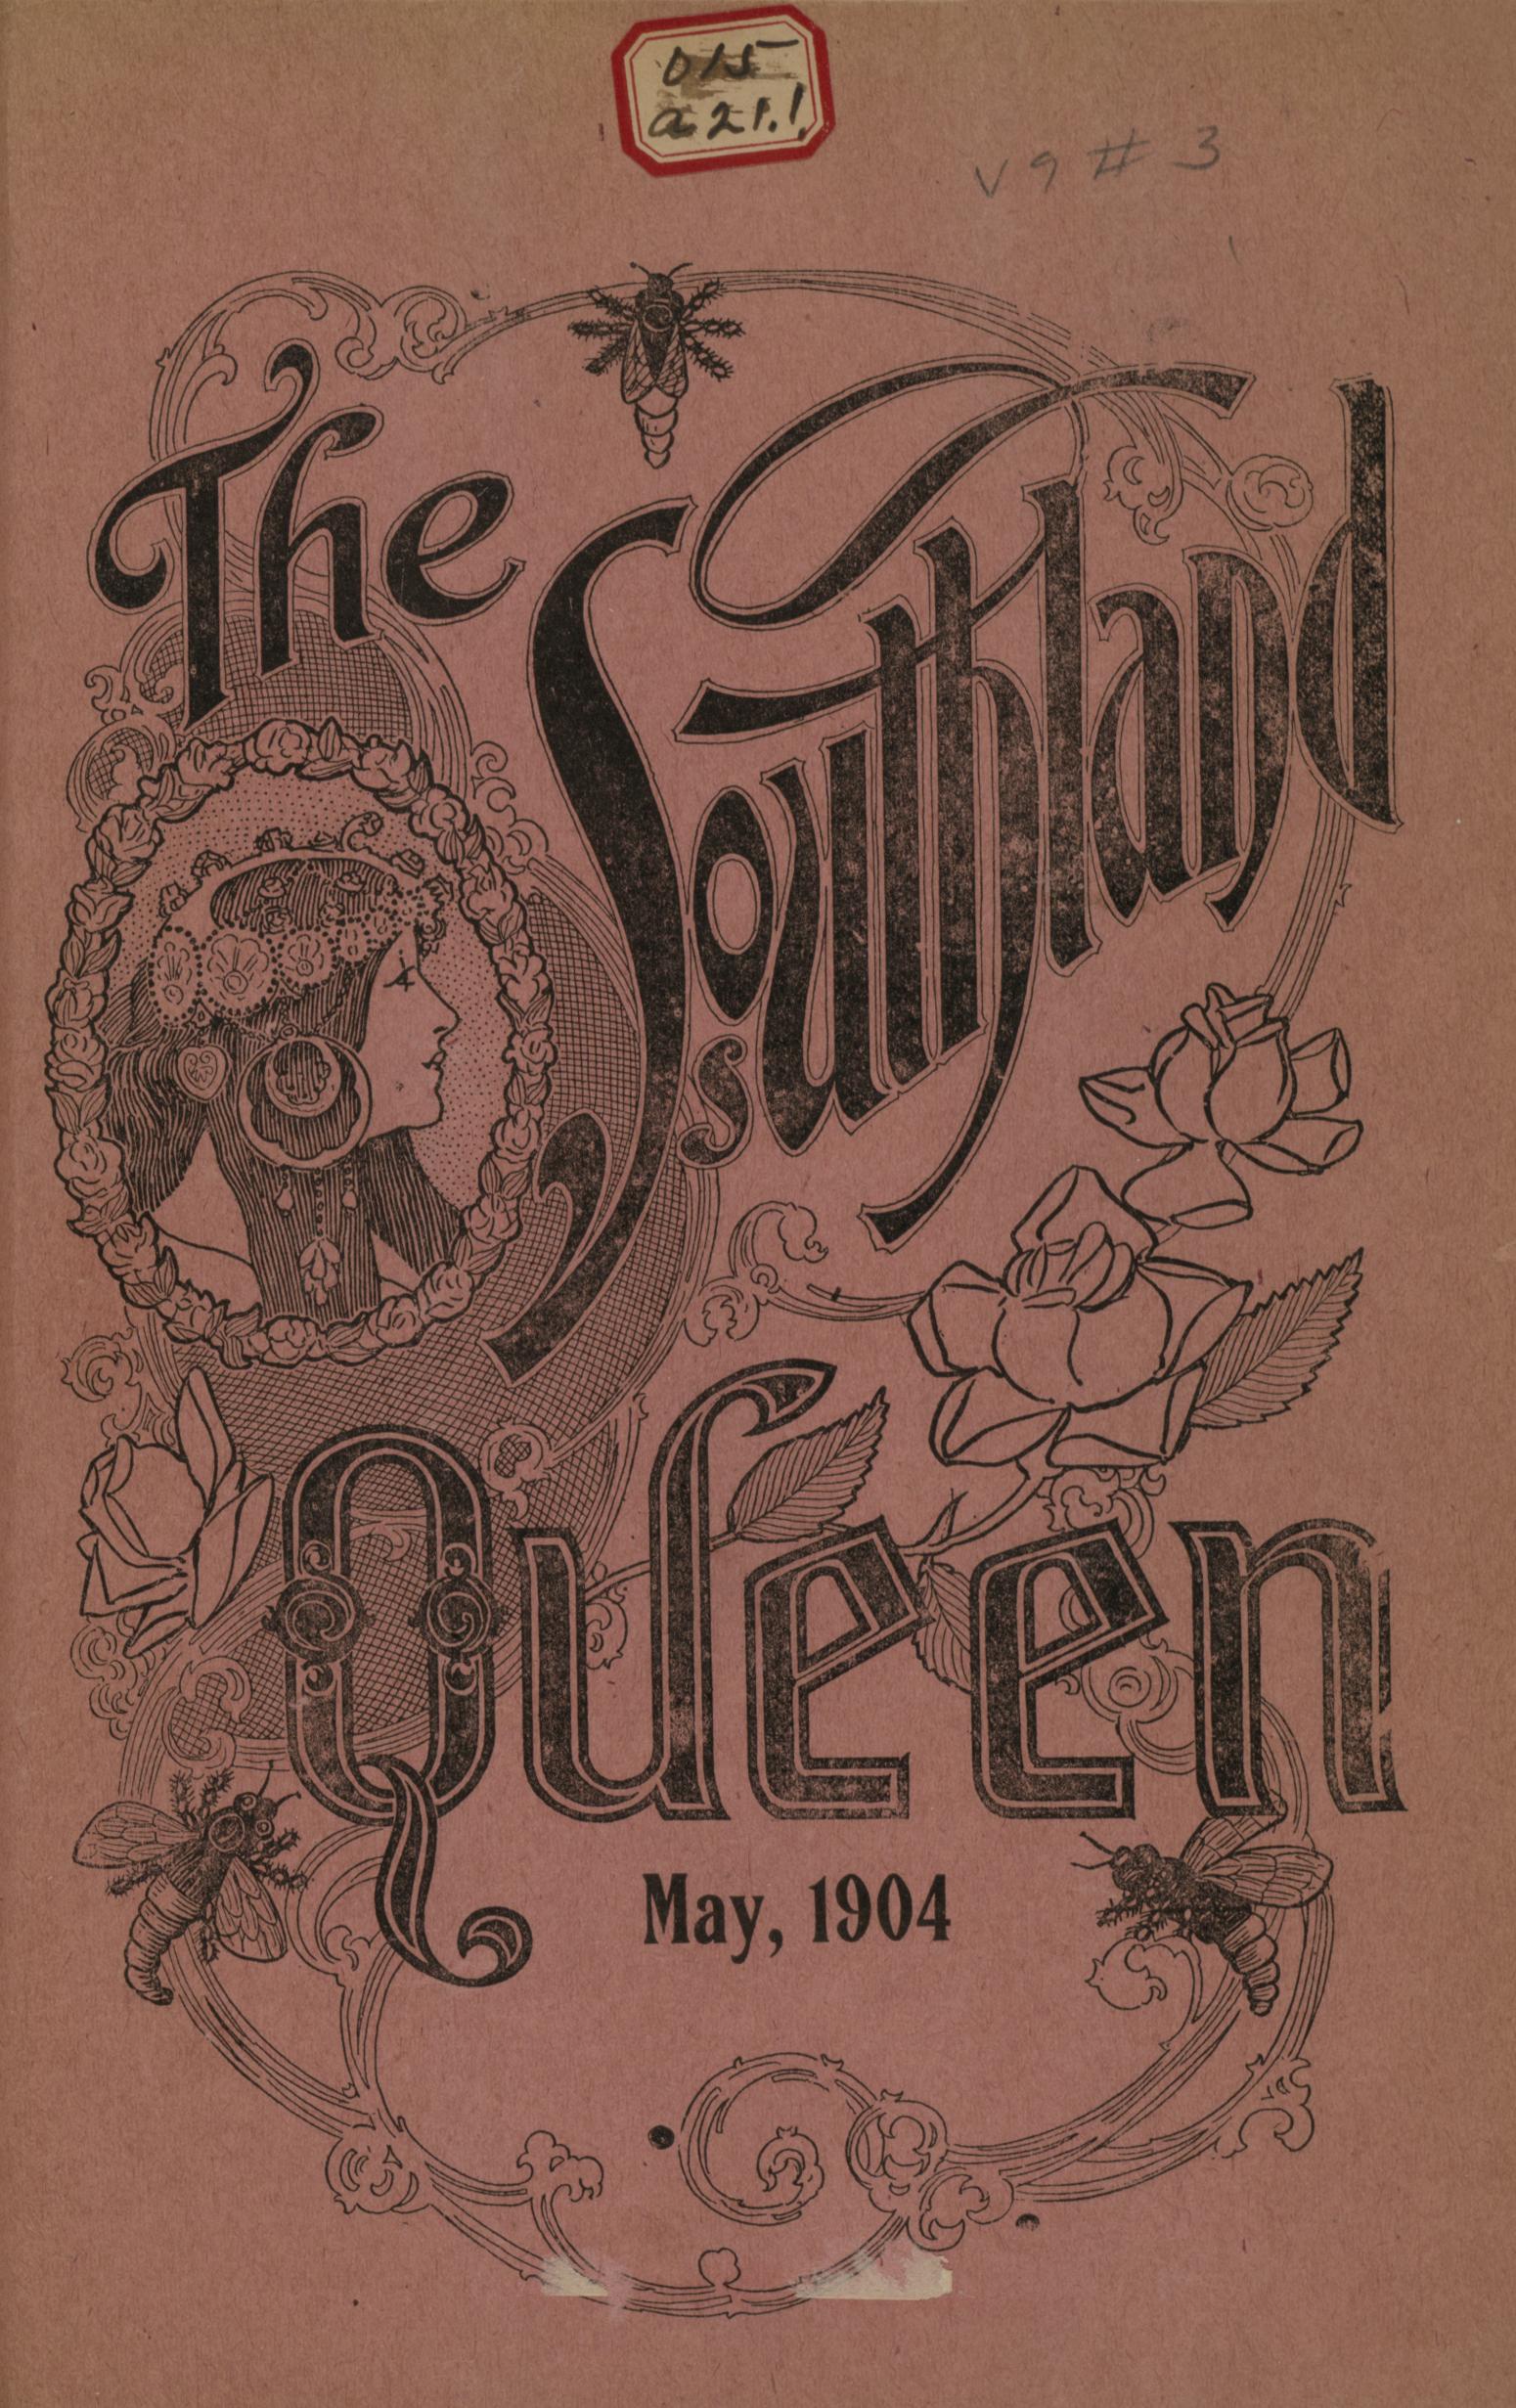 015
a21.1
v9 # 3
The
Southland
Queen
May, 1904